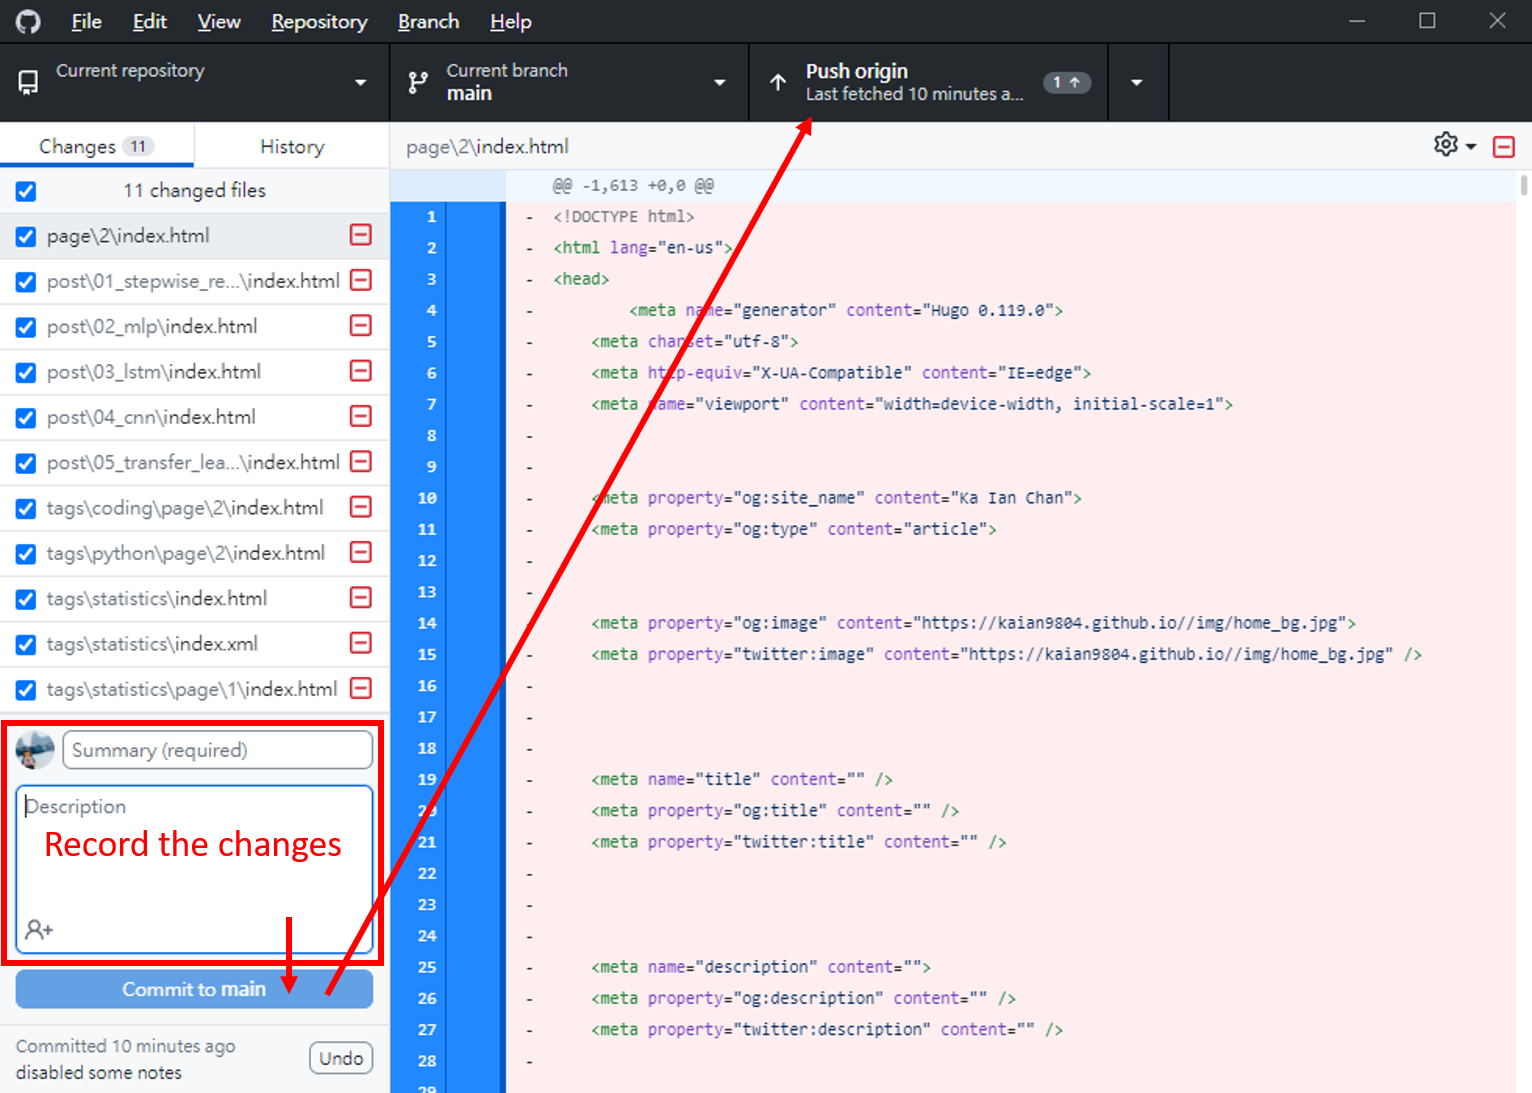 File Edit View Repository Branch Help
Current repository
Current branch
main
Push origin
Last fetched 10 minutes a...
1
Changes 11
History
page\2\index.html
11 changed files
page\2\index.html
post\01_stepwise_re...\index.html
post\02_mlp\index.html
post\03_lstm\index.html
post\04_cnn\index.html
post\05_transfer_lea...\index.html
tags\coding\page\2\index.html
tags\python\page\2\index.html
tags\statistics\index.html
tags\statistics\index.xml
tags\statistics\page\1\index.html
Summary (required)
Description
Record the changes
Commit to main
Committed 10 minutes ago
disabled some notes
Undo
@@ -1,613 +0,0 @@
1 - <!DOCTYPE html>
2 - <html lang="en-us">
3 - <head>
4 - <meta name="generator" content="Hugo 0.119.0">
5 - <meta charset="utf-8">
6 - <meta http-equiv="X-UA-Compatible" content="IE=edge">
7 - <meta name="viewport" content="width=device-width, initial-scale=1">
8 -
9 -
10 - <meta property="og:site_name" content="Ka Ian Chan">
11 - <meta property="og:type" content="article">
12 -
13 -
14 - <meta property="og:image" content="https://kaian9804.github.io//img/home_bg.jpg">
15 - <meta property="twitter:image" content="https://kaian9804.github.io//img/home_bg.jpg" />
16 -
17 -
18 -
19 - <meta name="title" content="" />
20 - <meta property="og:title" content="" />
21 - <meta property="twitter:title" content="" />
22 -
23 -
24 -
25 - <meta name="description" content="">
26 - <meta property="og:description" content="" />
27 - <meta property="twitter:description" content="" />
28 -
29